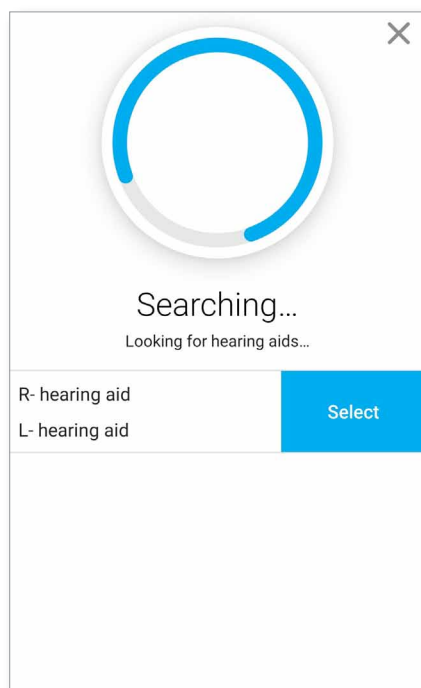 Searching...
Looking for hearing aids...
R- hearing aid
L- hearing aid
Select